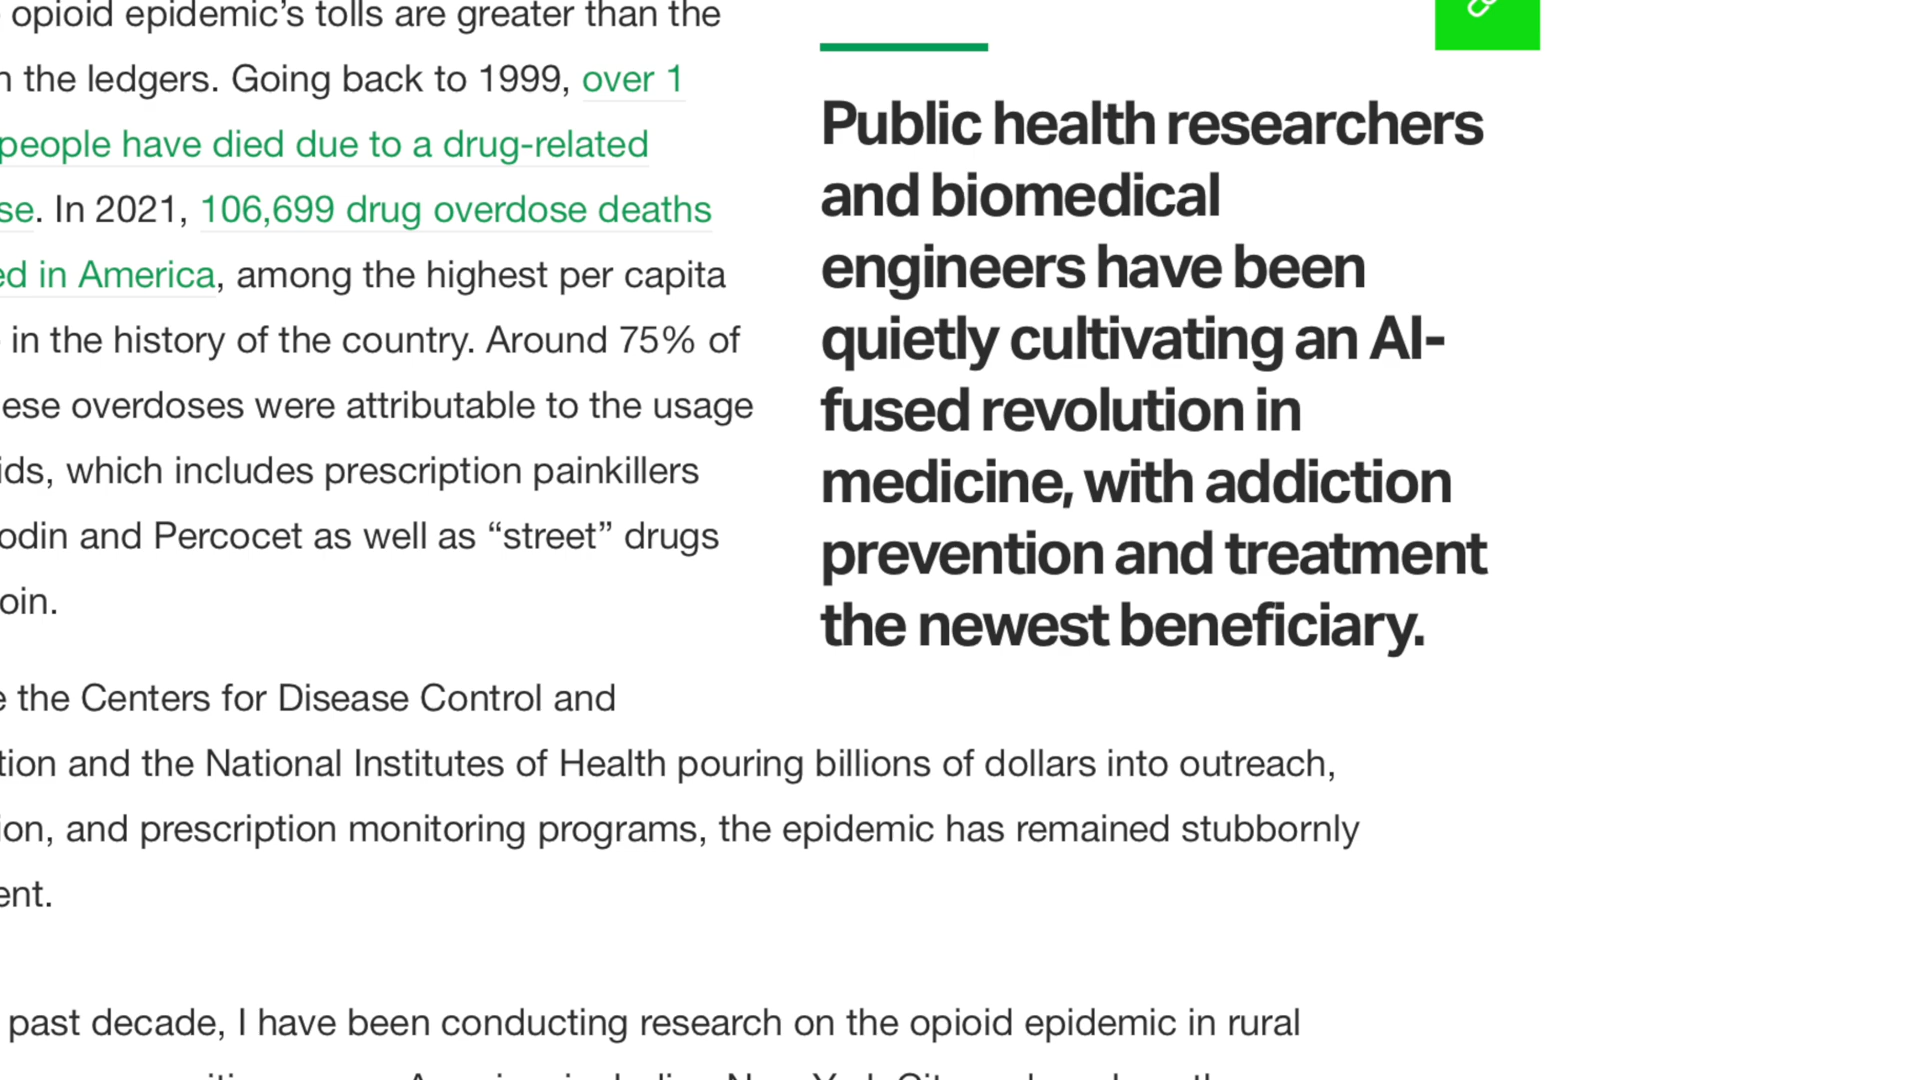 opioid epidemic’s tolls are greater than the
the ledgers. Going back to 1999, over 1
people have died due to a drug-related
se. In 2021, 106,699 drug overdose deaths
ed in America, among the highest per capita
in the history of the country. Around 75% of
ese overdoses were attributable to the usage
ids, which includes prescription painkillers
odin and Percocet as well as “street” drugs
oin.
Public health researchers
and biomedical
engineers have been
quietly cultivating an AI-
fused revolution in
medicine, with addiction
prevention and treatment
the newest beneficiary.
the Centers for Disease Control and
tion and the National Institutes of Health pouring billions of dollars into outreach,
ion, and prescription monitoring programs, the epidemic has remained stubbornly
ent.
past decade, I have been conducting research on the opioid epidemic in rural